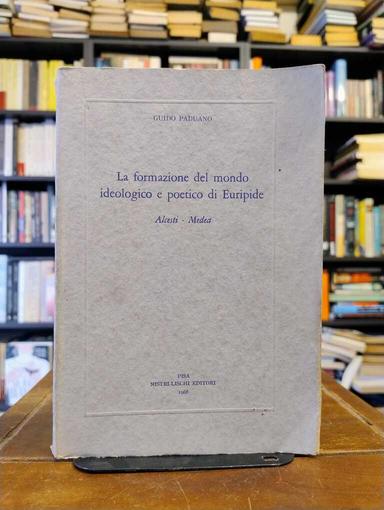 GUIDO PADUANO
La formazione del mondo
ideologico e poetico di Euripide
Alcesti - Medea
PISA
NISTRI-LISCHI EDITORI
1968